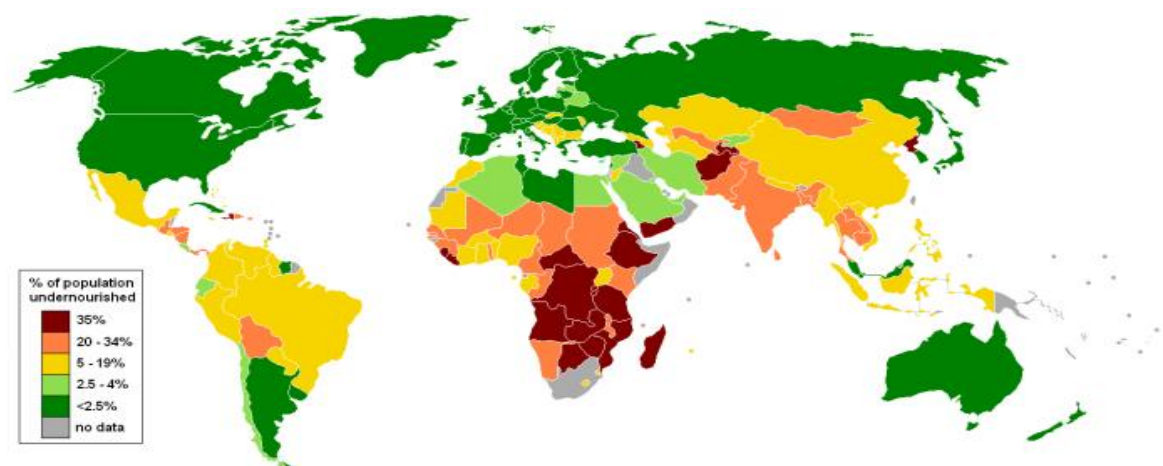 % of population
undernourished
35%
20 - 34%
5 - 19%
2.5 - 4%
<2.5%
no data